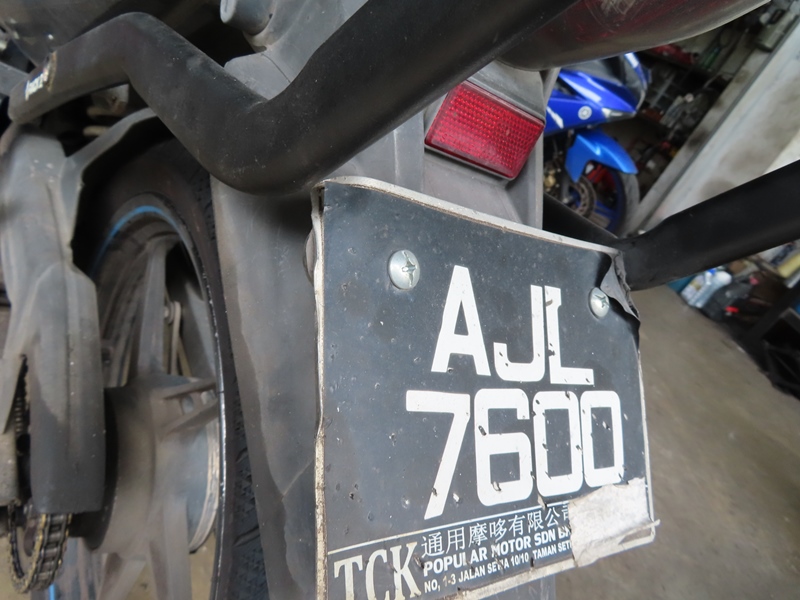 AJL
7600
TCK
通用摩哆有限公
POPULAR MOTOR SDN
NO, 1-3 JALAN SETIA 10/10 TAMAN